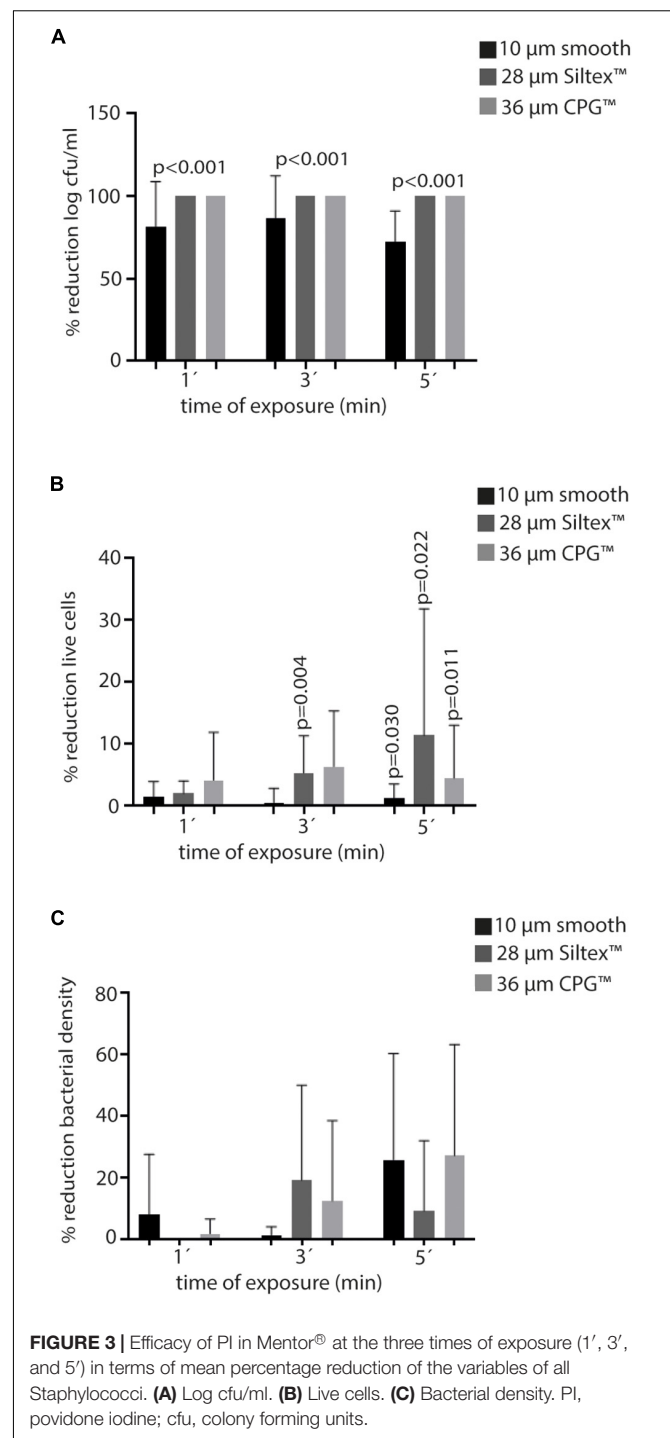 A
10 µm smooth
28 µm Siltex™
36 µm CPG™
% reduction log cfu/ml
150
100
50
0
p<0.001
p<0.001
p<0.001
1´
3´
5´
time of exposure (min)
B
10 µm smooth
28 µm Siltex™
36 µm CPG™
% reduction live cells
40
30
20
10
0
p=0.004
p=0.030
p=0.022
p=0.011
1´
3´
5´
time of exposure (min)
C
10 µm smooth
28 µm Siltex™
36 µm CPG™
% reduction bacterial density
80
60
40
20
0
1´
3´
5´
time of exposure (min)
FIGURE 3 | Efficacy of PI in Mentor® at the three times of exposure (1′, 3′,
and 5′) in terms of mean percentage reduction of the variables of all
Staphylococci. (A) Log cfu/ml. (B) Live cells. (C) Bacterial density. PI,
povidone iodine; cfu, colony forming units.